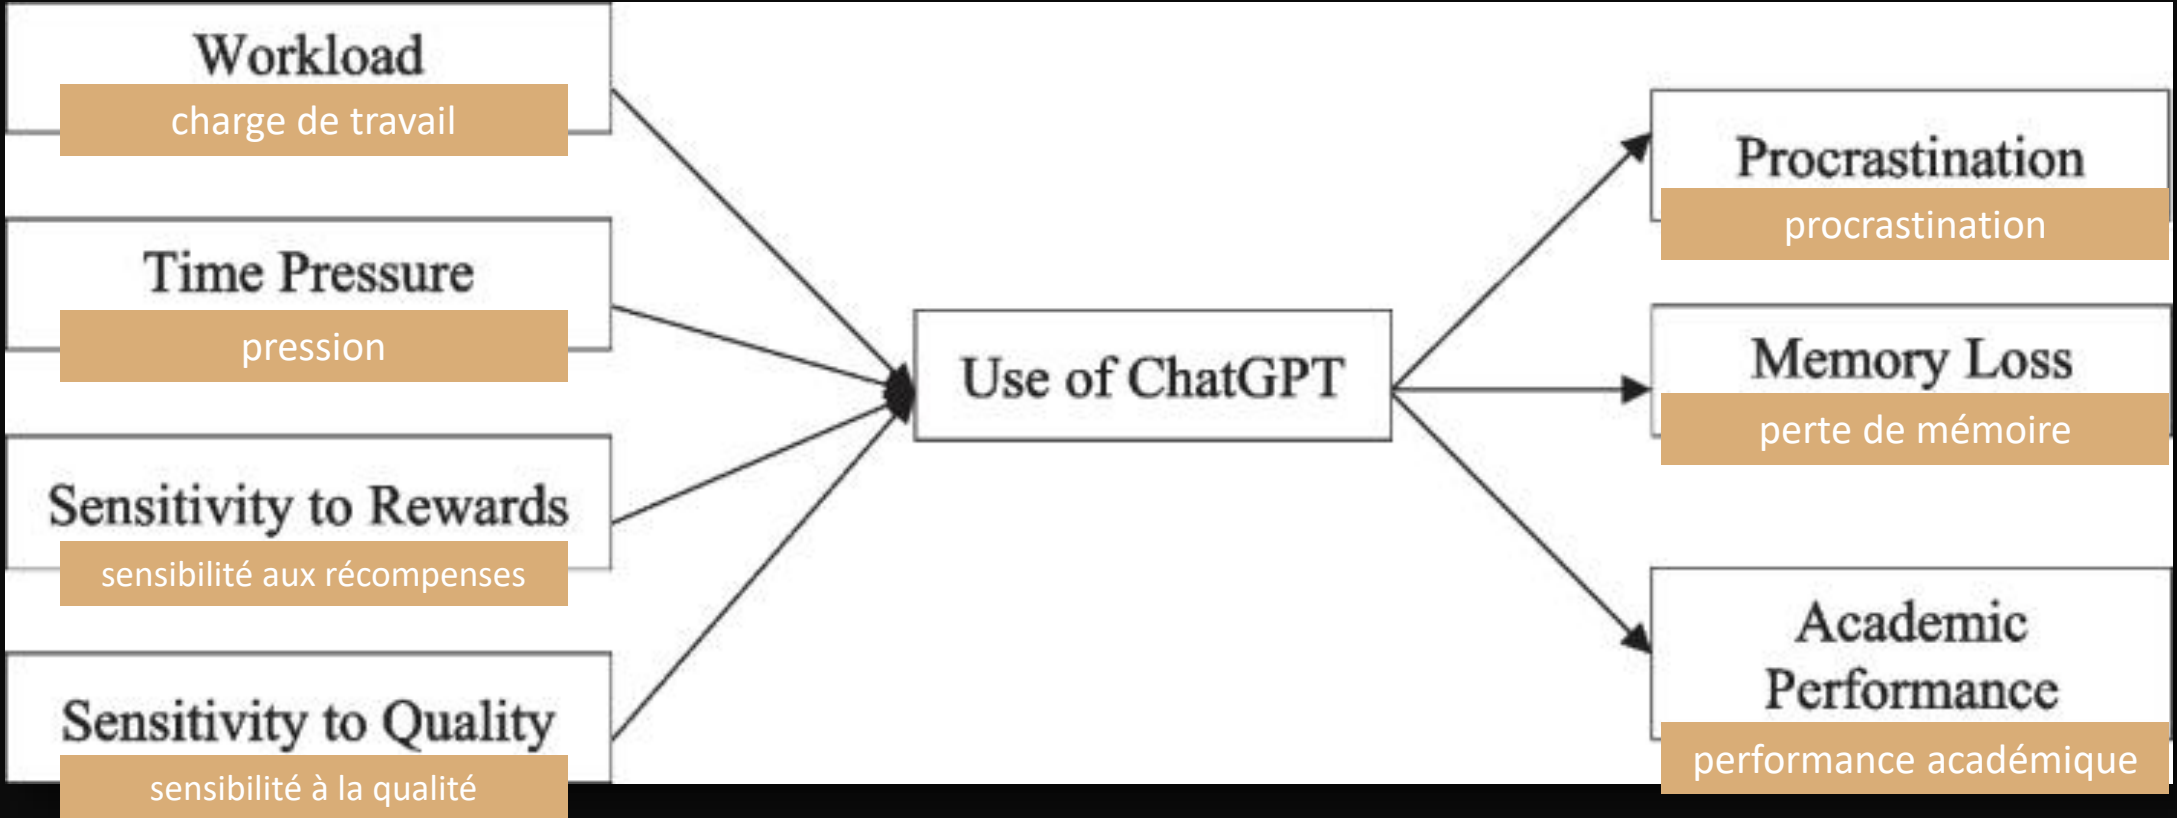 Workload
charge de travail
Time Pressure
pression
Sensitivity to Rewards
sensibilité aux récompenses
Sensitivity to Quality
sensibilité à la qualité
Use of ChatGPT
Procrastination
procrastination
Memory Loss
perte de mémoire
Academic
Performance
performance académique